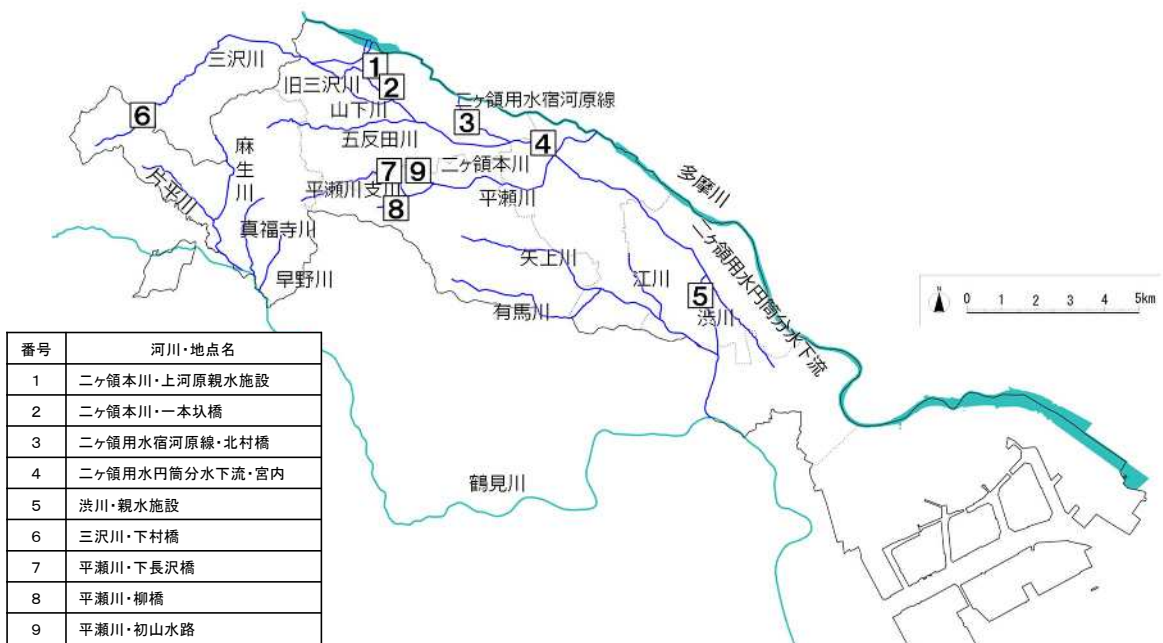 三沢川
1
旧三沢川
2
二ヶ領用水宿河原線
6
山下川
3
麻生川
五反田川
4
二ヶ領本川
7
9
多摩川
片平川
平瀬川支川
平瀬川
8
真福寺川
二ヶ領用水円筒分水下流
矢上川
早野川
江川
有馬川
5
渋川
N
0 1 2 3 4 5km
鶴見川
番号 河川・地点名
1 二ヶ領本川・上河原親水施設
2 二ヶ領本川・一本圦橋
3 二ヶ領用水宿河原線・北村橋
4 二ヶ領用水円筒分水下流・宮内
5 渋川・親水施設
6 三沢川・下村橋
7 平瀬川・下長沢橋
8 平瀬川・柳橋
9 平瀬川・初山水路